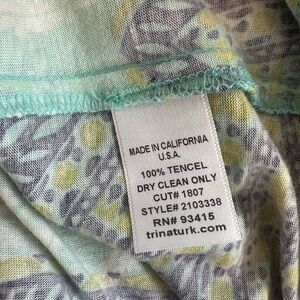 MADE IN CALIFORNIA
U.S.A.
100% TENCEL
DRY CLEAN ONLY
CUT# 1807
STYLE# 2103338
RN# 93415
trinaturk.com